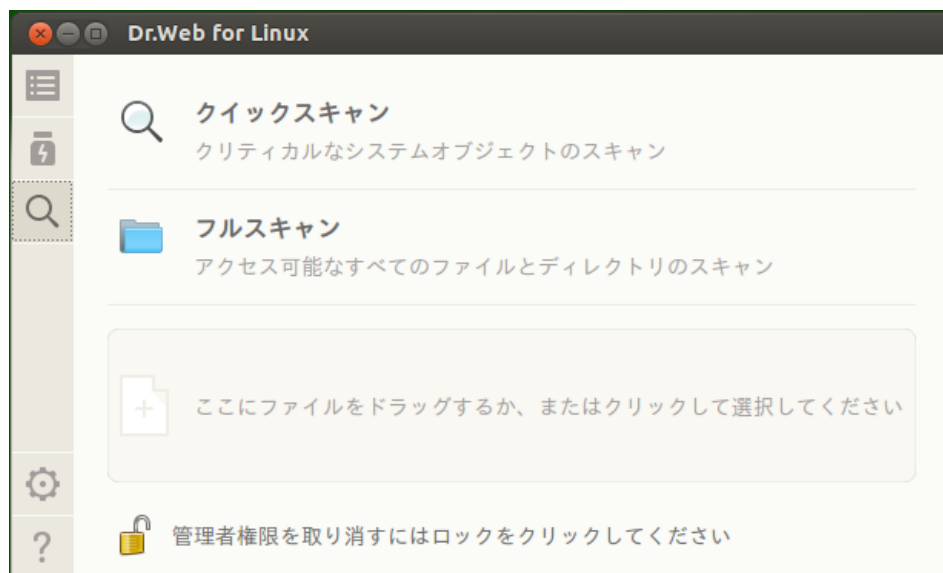 Dr.Web for Linux
クイックスキャン
クリティカルなシステムオブジェクトのスキャン
フルスキャン
アクセス可能なすべてのファイルとディレクトリのスキャン
ここにファイルをドラッグするか、またはクリックして選択してください
管理者権限を取り消すにはロックをクリックしてください